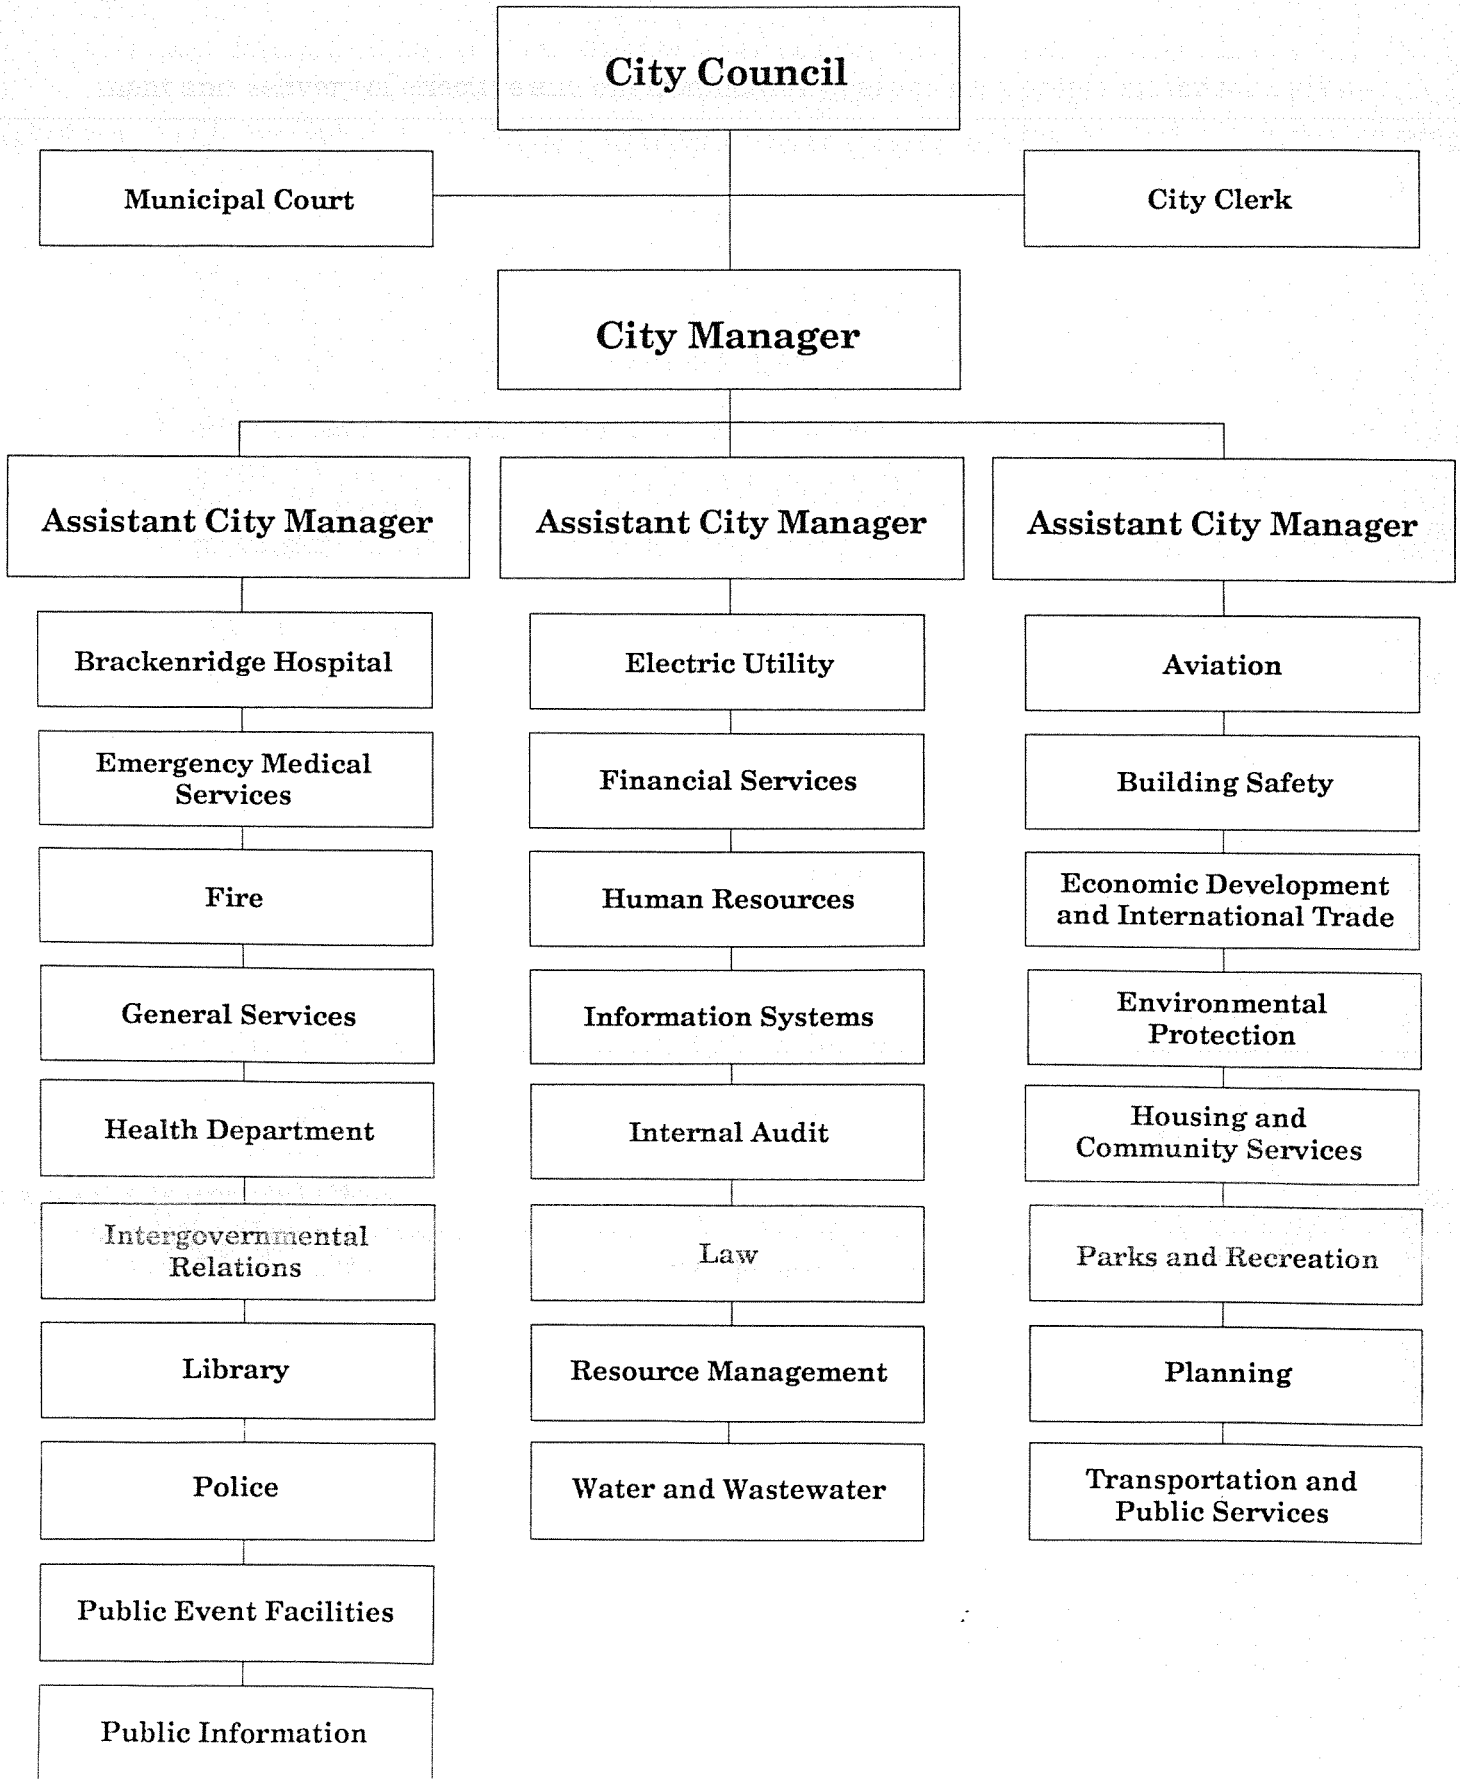 City Council
Municipal Court
City Clerk
City Manager
Assistant City Manager
Assistant City Manager
Assistant City Manager
Brackenridge Hospital
Emergency Medical
Services
Fire
General Services
Health Department
Intergovernmental
Relations
Library
Police
Public Event Facilities
Public Information
Electric Utility
Financial Services
Human Resources
Information Systems
Internal Audit
Law
Resource Management
Water and Wastewater
Aviation
Building Safety
Economic Development
and International Trade
Environmental
Protection
Housing and
Community Services
Parks and Recreation
Planning
Transportation and
Public Services